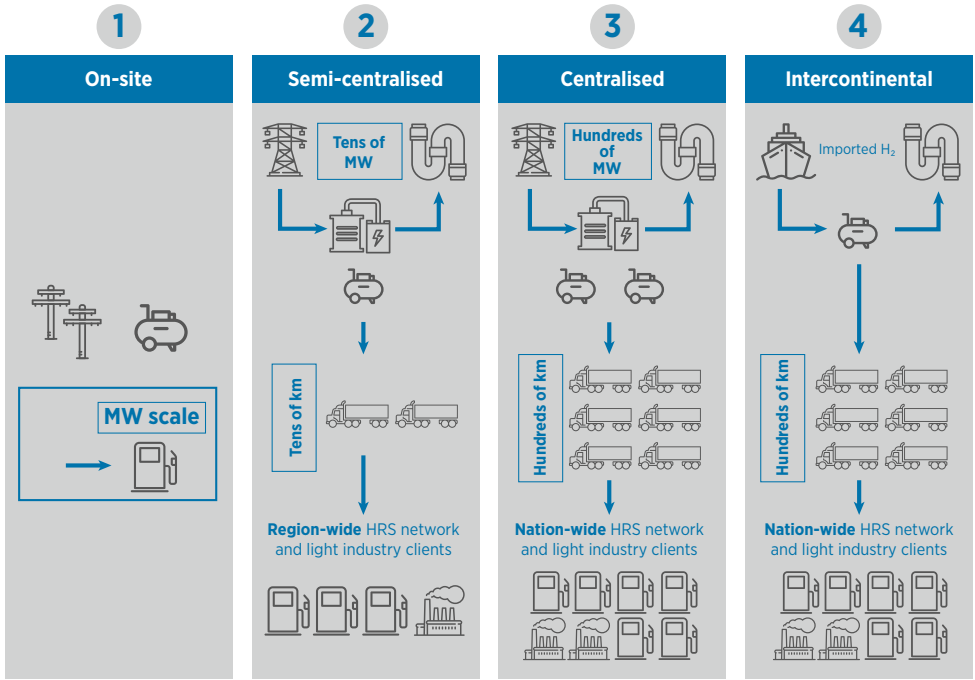 1
On-site
MW scale
2
Semi-centralised
Tens of
MW
Tens of km
Region-wide HRS network
and light industry clients
3
Centralised
Hundreds
of
MW
Hundreds of km
Nation-wide HRS network
and light industry clients
4
Intercontinental
Imported H₂
Hundreds of km
Nation-wide HRS network
and light industry clients